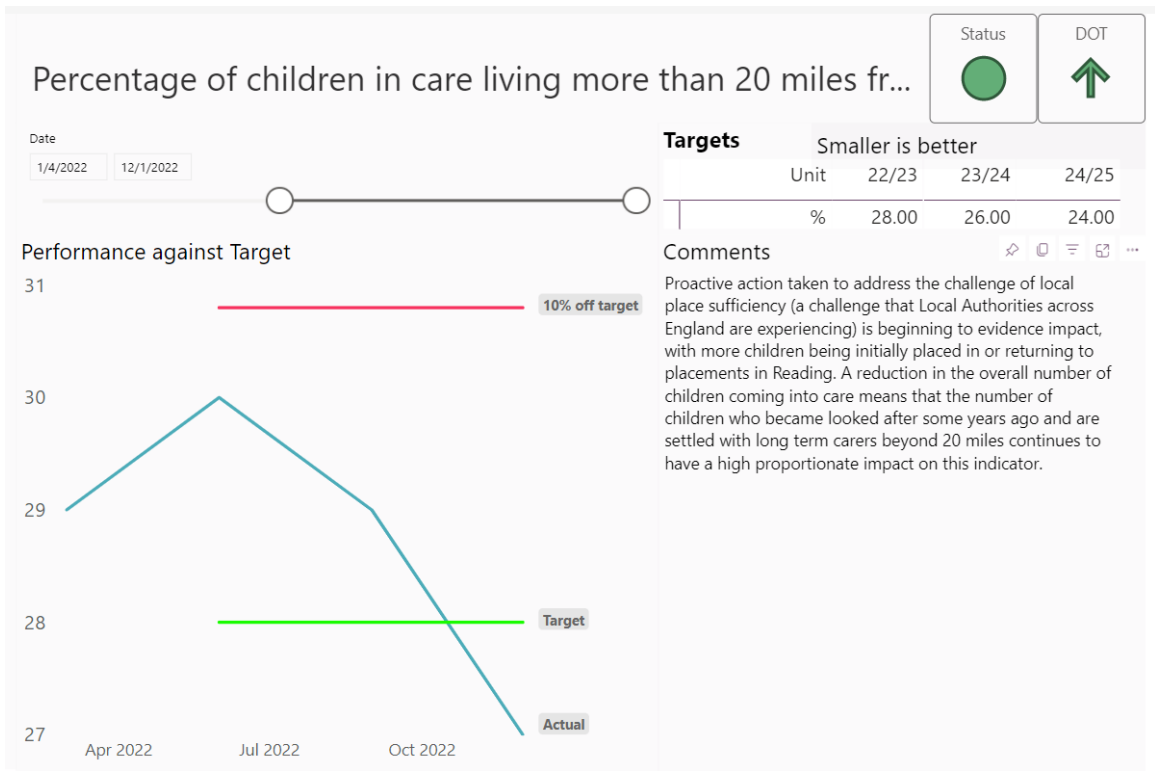 Percentage of children in care living more than 20 miles fr...
Status
DOT
Date
1/4/2022
12/1/2022
Targets
Smaller is better
Unit 22/23 23/24 24/25
% 28.00 26.00 24.00
Performance against Target
31
30
29
28
27
10% off target
Target
Actual
Apr 2022
Jul 2022
Oct 2022
Comments
Proactive action taken to address the challenge of local
place sufficiency (a challenge that Local Authorities across
England are experiencing) is beginning to evidence impact,
with more children being initially placed in or returning to
placements in Reading. A reduction in the overall number of
children coming into care means that the number of
children who became looked after some years ago and are
settled with long term carers beyond 20 miles continues to
have a high proportionate impact on this indicator.